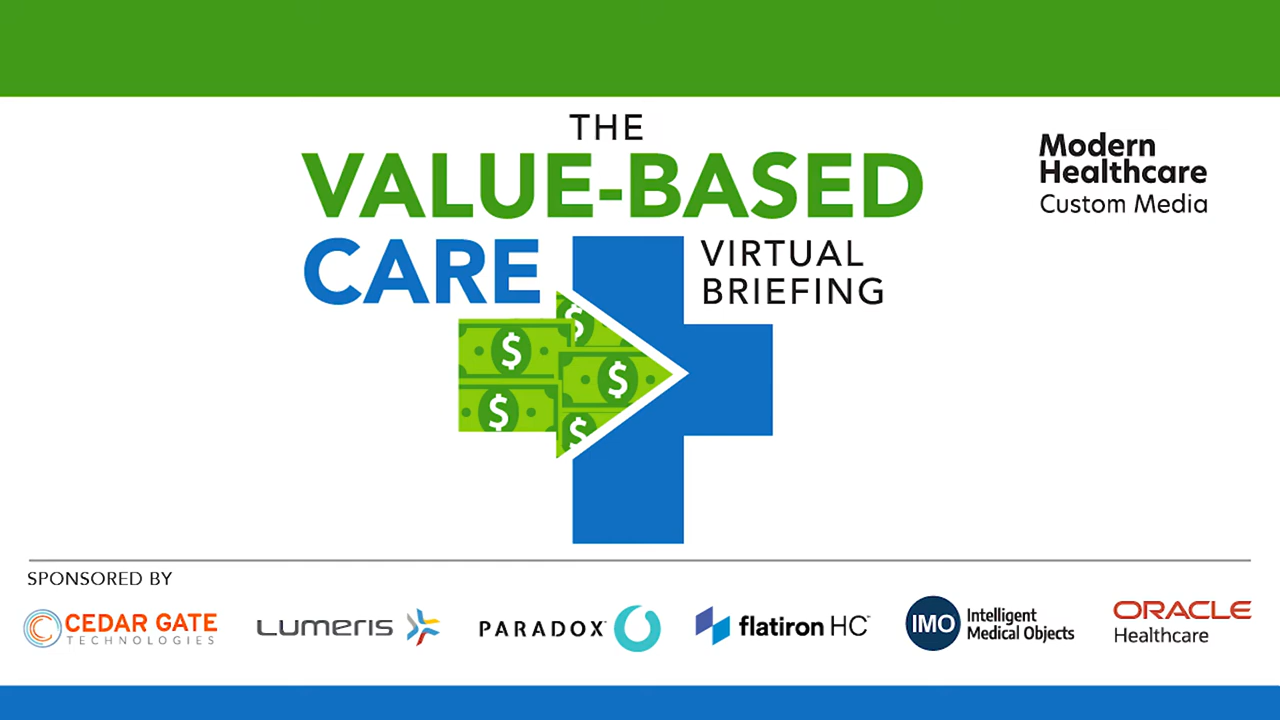 THE
VALUE-BASED
CARE
VIRTUAL
BRIEFING
Modern
Healthcare
Custom Media
$
$
$
$
$
SPONSORED BY
CEDAR GATE
TECHNOLOGIES
LUMERIS
PARADOX
flatiron HC™
IMO
Intelligent
Medical Objects
ORACLE
Healthcare